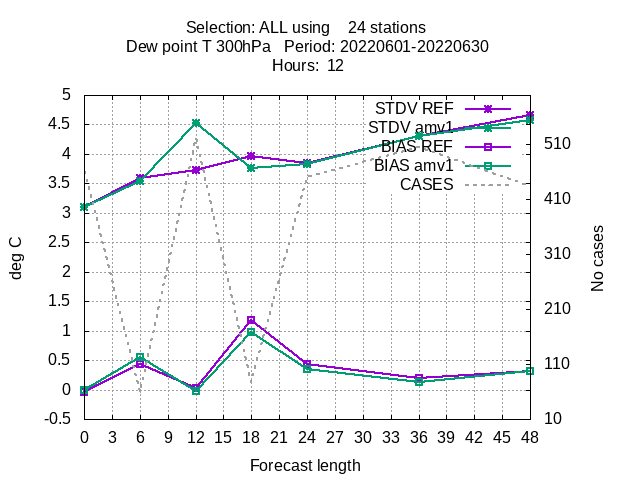 Selection: ALL using    24 stations
Dew point T 300hPa   Period: 20220601-20220630
Hours:  12
STDV REF
STDV amv1
BIAS REF
BIAS amv1
CASES
deg C
5
4.5
4
3.5
3
2.5
2
1.5
1
0.5
0
-0.5
No cases
510
410
310
210
110
10
0 3 6 9 12 15 18 21 24 27 30 33 36 39 42 45 48
Forecast length